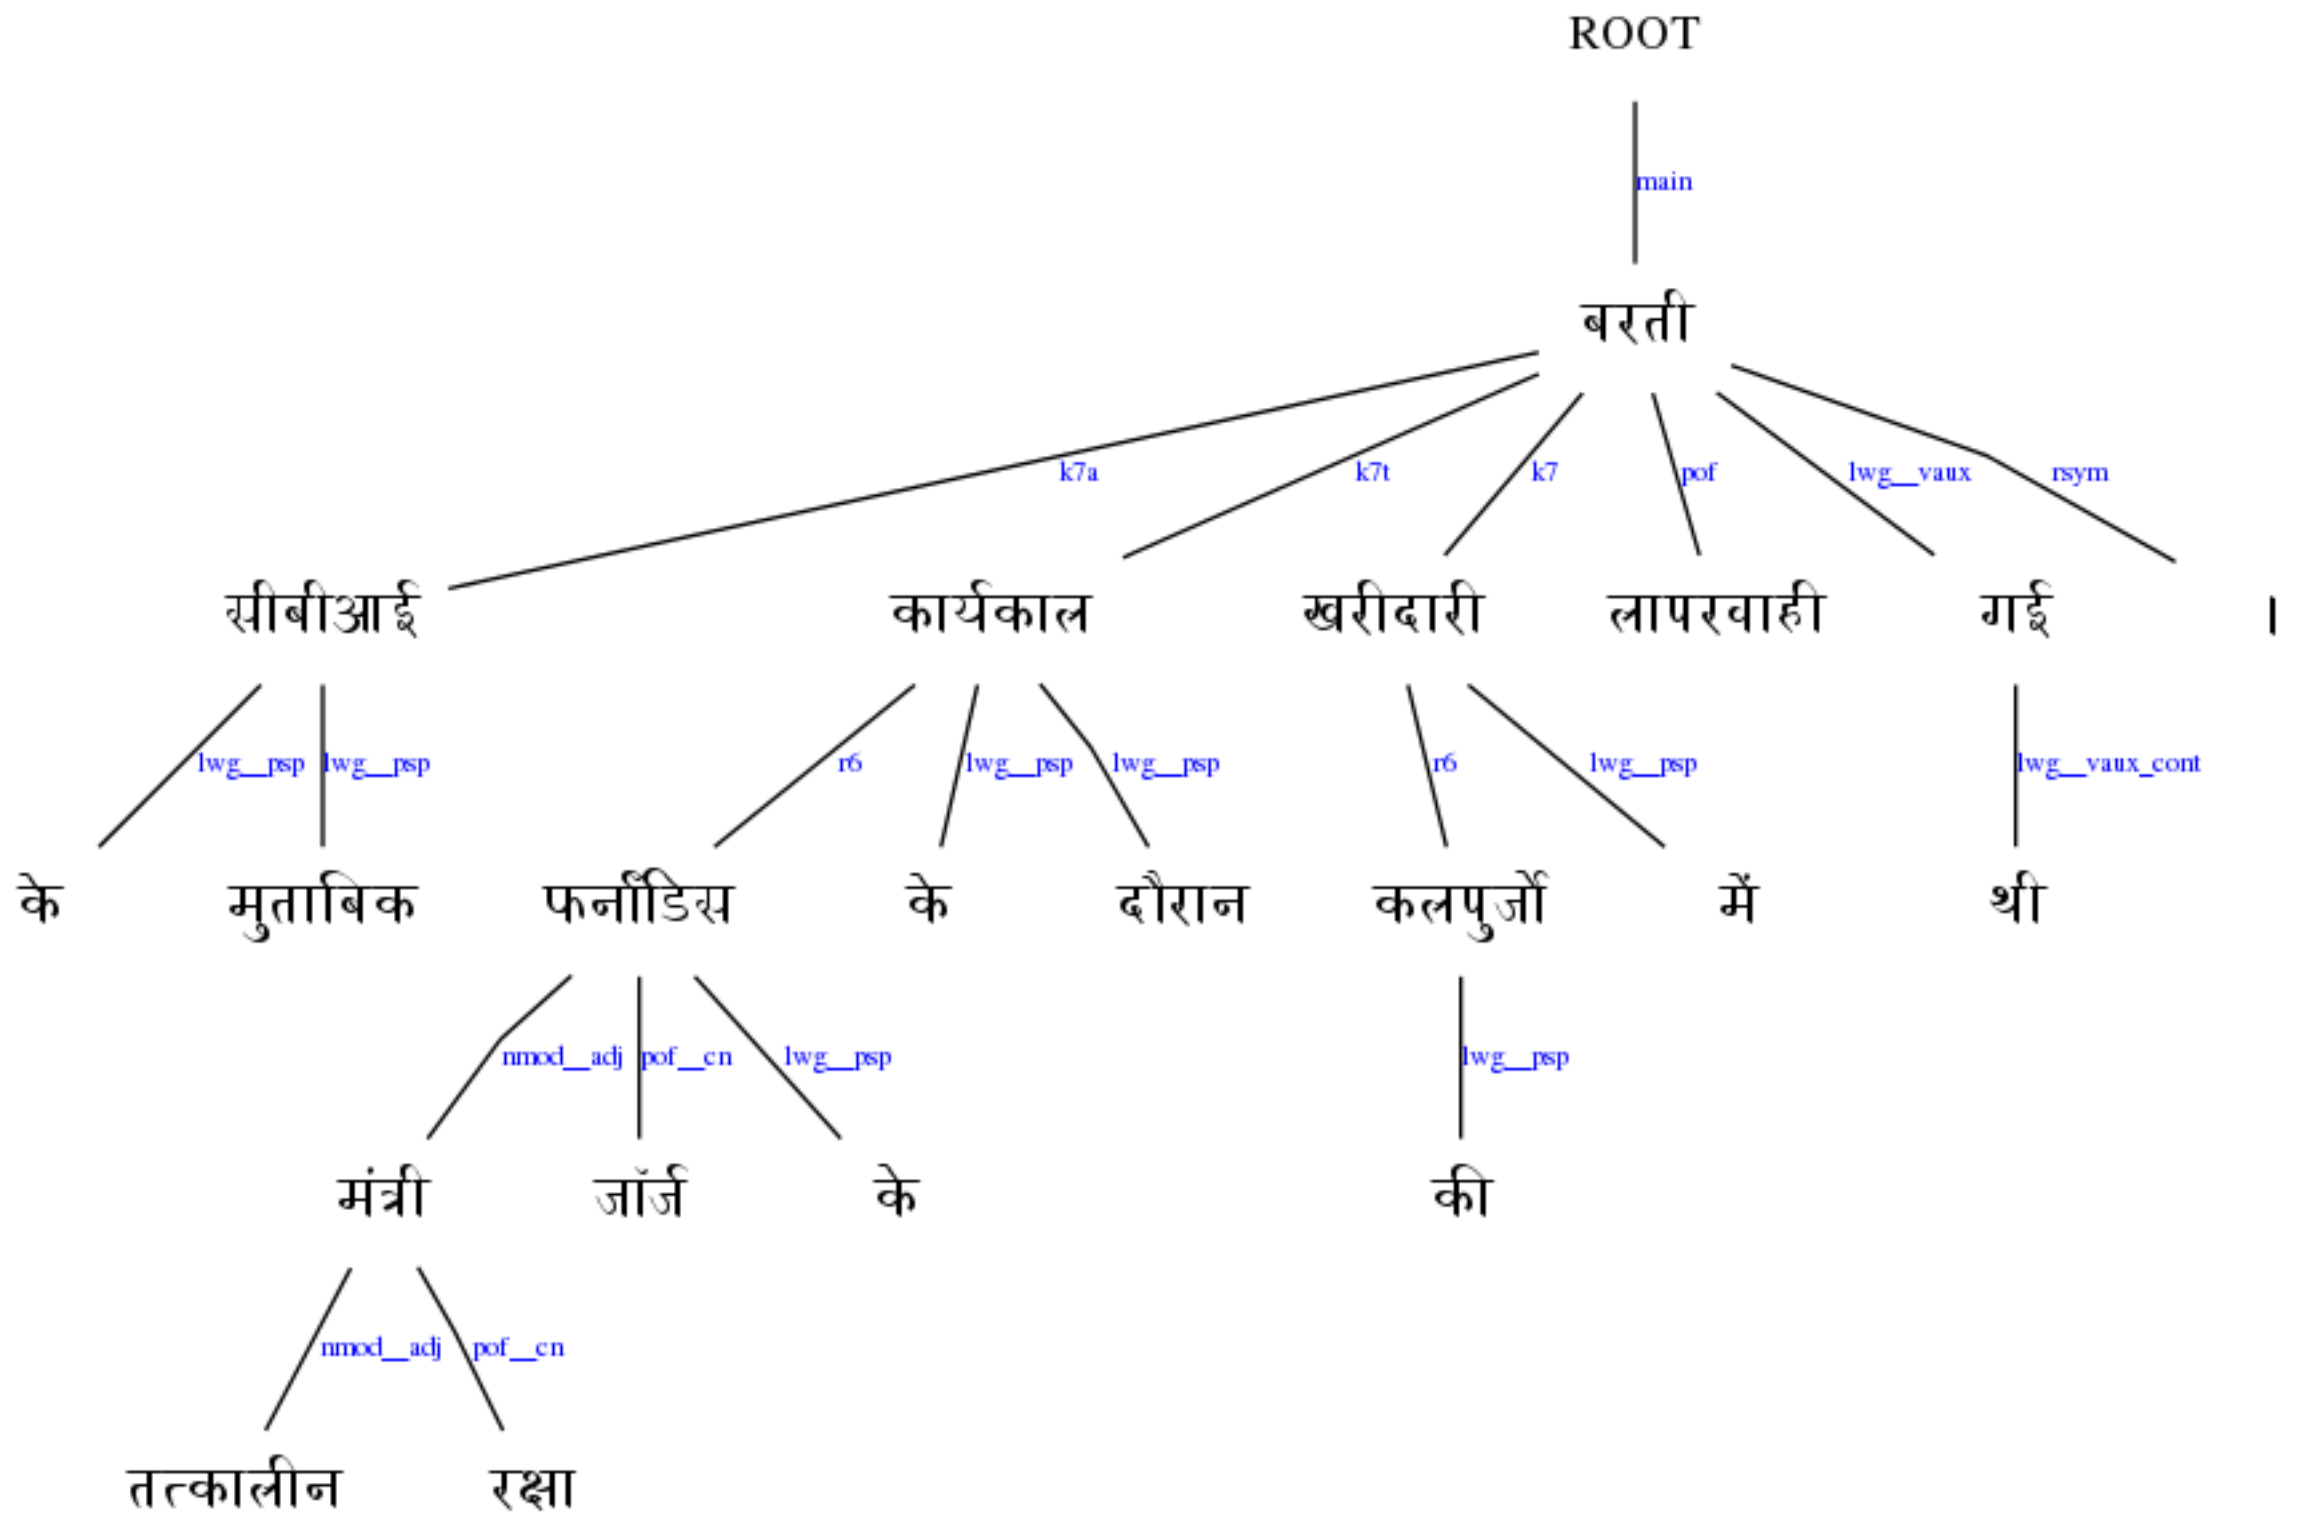 ROOT
main
बरती
k7a k7t k7 pof lwg__vaux rsym
सीबीआई कार्यकाल खरीदारी लापरवाही गई ।
lwg__psp lwg__psp r6 lwg__psp lwg__psp r6 lwg__psp lwg__vaux_cont
के मुताबिक फर्नांडिस के दौरान कलपुर्जों में थी
nmod__adj pof__cn lwg__psp lwg__psp
मंत्री जॉर्ज के की
nmod__adj pof__cn
तत्कालीन रक्षा